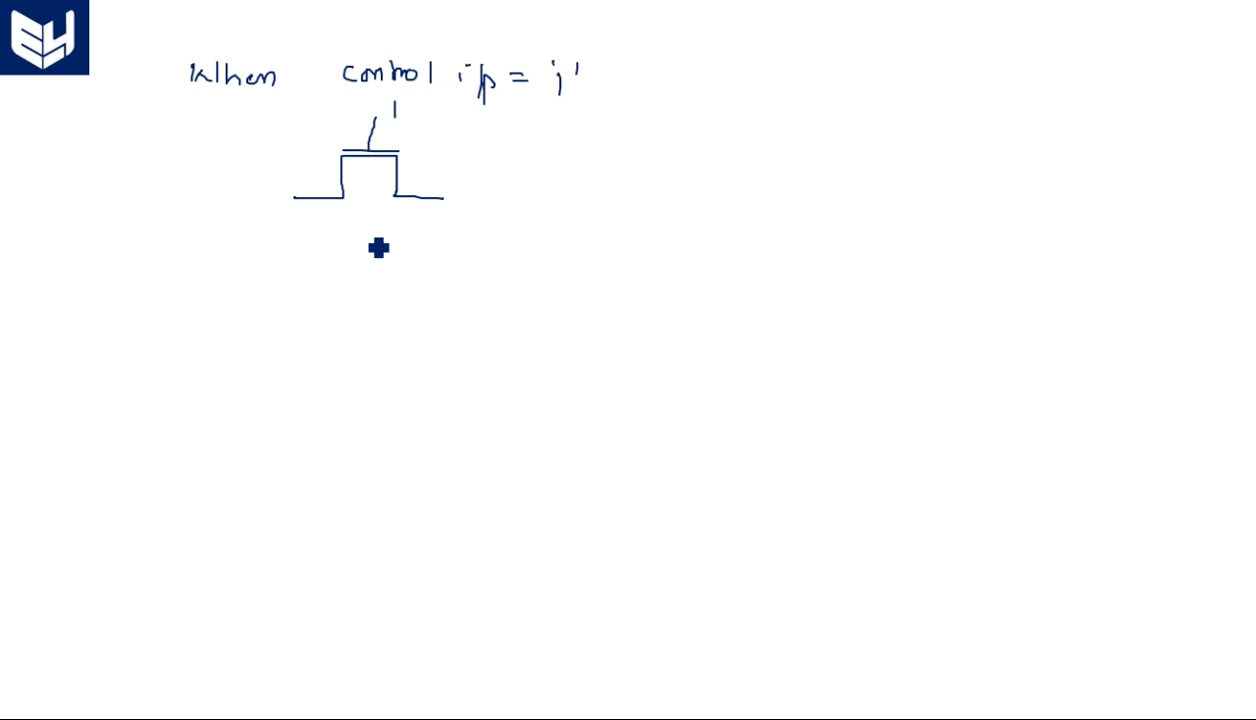 When control i/p = '1'
1